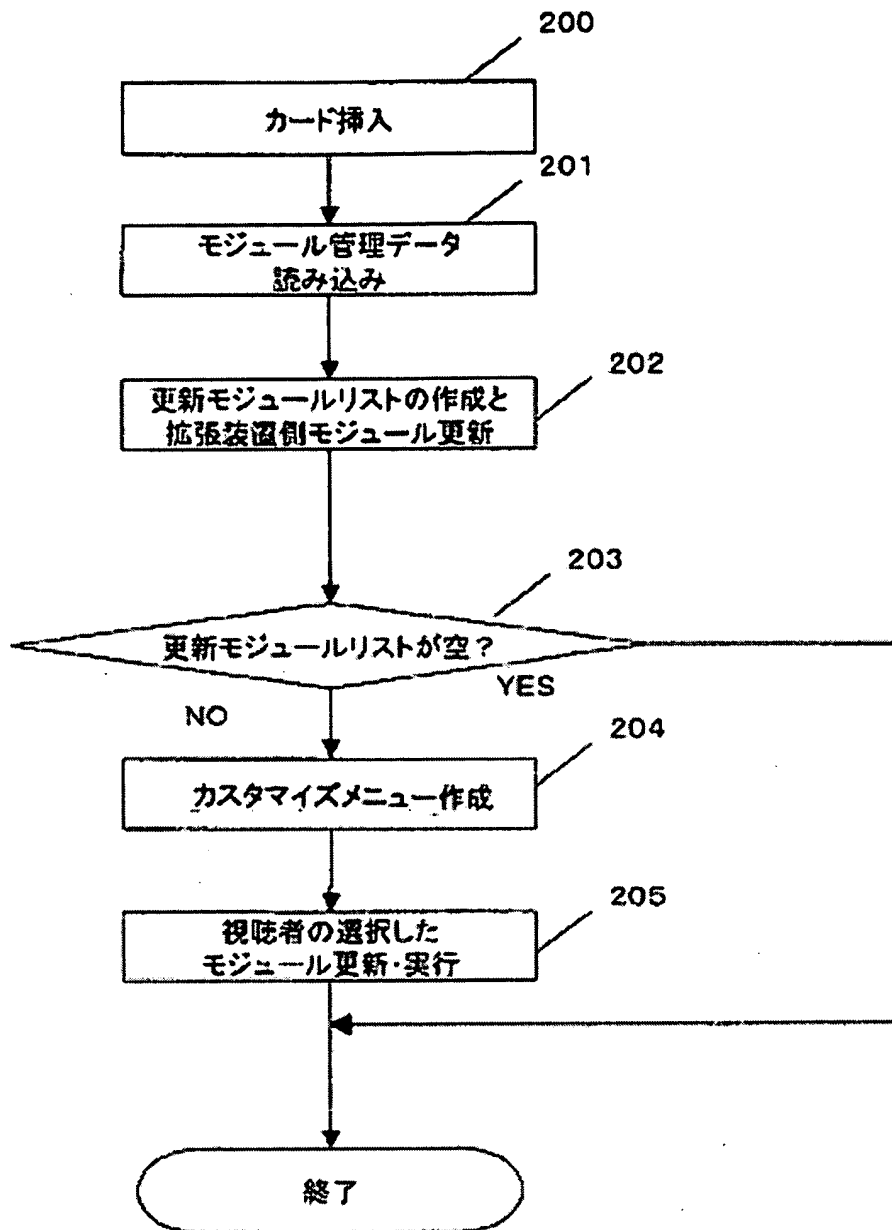 200
カード挿入
201
モジュール管理データ
読み込み
202
更新モジュールリストの作成と
拡張装置側モジュール更新
203
更新モジュールリストが空?
YES
NO
204
カスタマイズメニュー作成
205
視聴者の選択した
モジュール更新・実行
終了